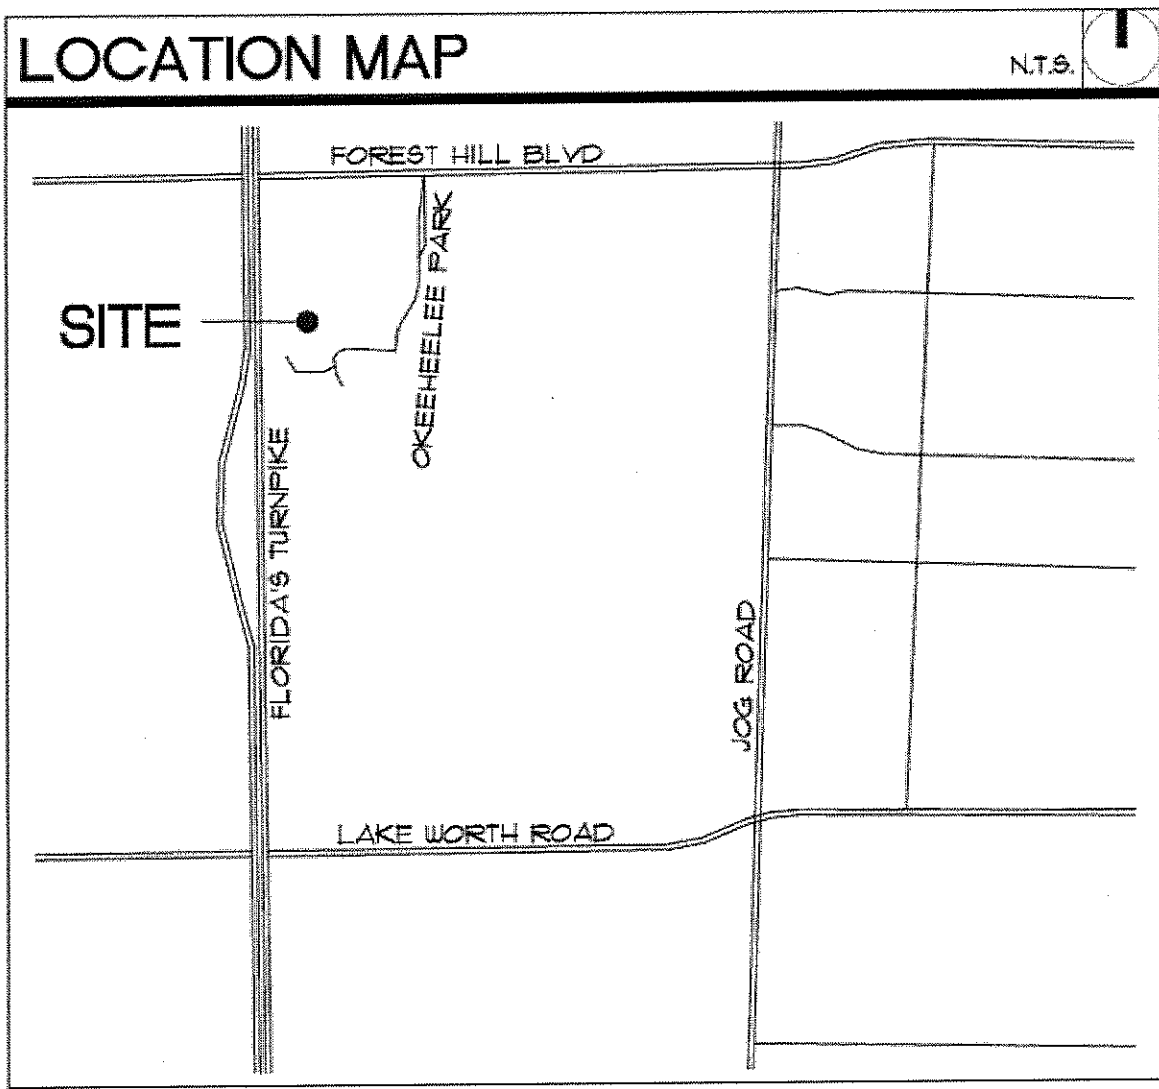 LOCATION MAP
N.T.S.
FOREST HILL BLVD
OKEEHEELEE PARK
SITE
FLORIDA'S TURNPIKE
JOG ROAD
LAKE WORTH ROAD